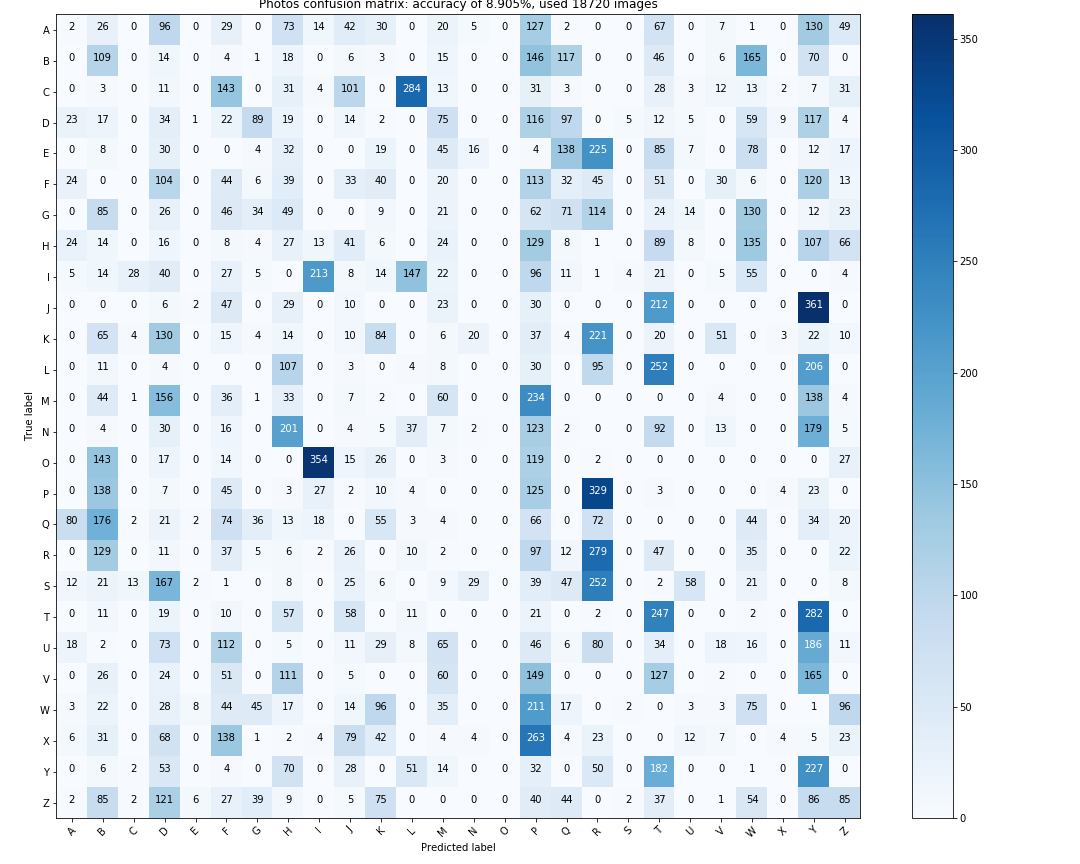 Photos confusion matrix: accuracy of 8.905%, used 18720 images
A 2 26 0 96 0 29 0 73 14 42 30 0 20 5 0 127 2 0 0 67 0 7 1 0 130 49
B 0 109 0 14 0 4 1 18 0 6 3 0 15 0 0 146 117 0 0 46 0 6 165 0 70 0
C 0 3 0 11 0 143 0 31 4 101 0 284 13 0 0 31 3 0 0 28 3 12 13 2 7 31
D 23 17 0 34 1 22 89 19 0 14 2 0 75 0 0 116 97 0 5 12 5 0 59 9 117 4
E 0 8 0 30 0 0 4 32 0 0 19 0 45 16 0 4 138 225 0 85 7 0 78 0 12 17
F 24 0 0 104 0 44 6 39 0 33 40 0 20 0 0 113 32 45 0 51 0 30 6 0 120 13
G 0 85 0 26 0 46 34 49 0 0 9 0 21 0 0 62 71 114 0 24 14 0 130 0 12 23
H 24 14 0 16 0 8 4 27 13 41 6 0 24 0 0 129 8 1 0 89 8 0 135 0 107 66
I 5 14 28 40 0 27 5 0 213 8 14 147 22 0 0 96 11 1 4 21 0 5 55 0 0 4
J 0 0 0 6 2 47 0 29 0 10 0 0 23 0 0 30 0 0 0 212 0 0 0 0 361 0
K 0 65 4 130 0 15 4 14 0 10 84 0 6 20 0 37 4 221 0 20 0 51 0 3 22 10
L 0 11 0 4 0 0 0 107 0 3 0 4 8 0 0 30 0 95 0 252 0 0 0 0 206 0
M 0 44 1 156 0 36 1 33 0 7 2 0 60 0 0 234 0 0 0 0 0 4 0 0 138 4
N 0 4 0 30 0 16 0 201 0 4 5 37 7 2 0 123 2 0 0 92 0 13 0 0 179 5
O 0 143 0 17 0 14 0 0 354 15 26 0 3 0 0 119 0 2 0 0 0 0 0 0 0 27
P 0 138 0 7 0 45 0 3 27 2 10 4 0 0 0 125 0 329 0 3 0 0 0 4 23 0
Q 80 176 2 21 2 74 36 13 18 0 55 3 4 0 0 66 0 72 0 0 0 0 44 0 34 20
R 0 129 0 11 0 37 5 6 2 26 0 10 2 0 0 97 12 279 0 47 0 0 35 0 0 22
S 12 21 13 167 2 1 0 8 0 25 6 0 9 29 0 39 47 252 0 2 58 0 21 0 0 8
T 0 11 0 19 0 10 0 57 0 58 0 11 0 0 0 21 0 2 0 247 0 0 2 0 282 0
U 18 2 0 73 0 112 0 5 0 11 29 8 65 0 0 46 6 80 0 34 0 18 16 0 186 11
V 0 26 0 24 0 51 0 111 0 5 0 0 60 0 0 149 0 0 0 127 0 2 0 0 165 0
W 3 22 0 28 8 44 45 17 0 14 96 0 35 0 0 211 17 0 2 0 3 3 75 0 1 96
X 6 31 0 68 0 138 1 2 4 79 42 0 4 4 0 263 4 23 0 0 12 7 0 4 5 23
Y 0 6 2 53 0 4 0 70 0 28 0 51 14 0 0 32 0 50 0 182 0 0 1 0 227 0
Z 2 85 2 121 6 27 39 9 0 5 75 0 0 0 0 40 44 0 2 37 0 1 54 0 86 85
A B C D E F G H I J K L M N O P Q R S T U V W X Y Z
True label
Predicted label
350
300
250
200
150
100
50
0